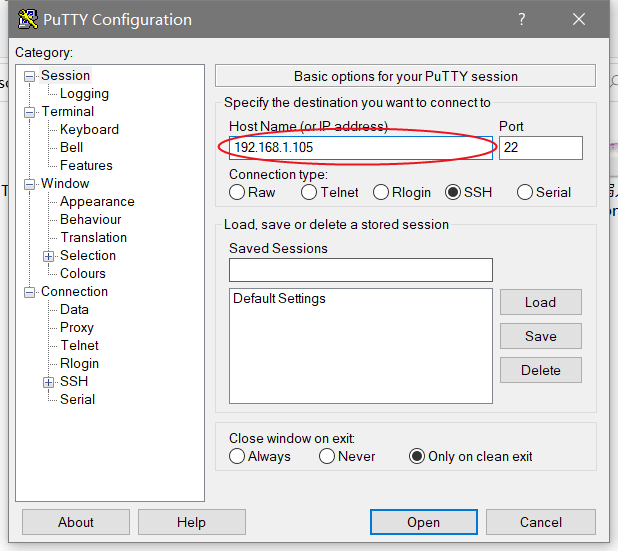 PuTTY Configuration
?
Category:
Session
Logging
Terminal
Keyboard
Bell
Features
Window
Appearance
Behaviour
Translation
Selection
Colours
Connection
Data
Proxy
Telnet
Rlogin
SSH
Serial
Basic options for your PuTTY session
Specify the destination you want to connect to
Host Name (or IP address) Port
192.168.1.105 22
Connection type:
Raw Telnet Rlogin SSH Serial
Load, save or delete a stored session
Saved Sessions
Default Settings
Load
Save
Delete
Close window on exit:
Always Never Only on clean exit
About Help Open Cancel